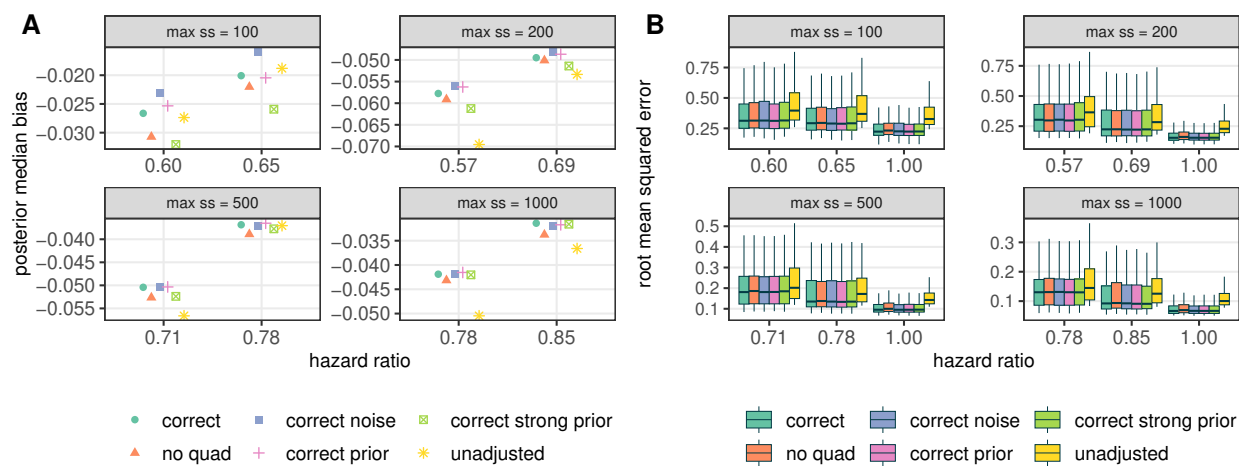 A
B
max ss = 100
max ss = 200
max ss = 100
max ss = 200
−0.020
−0.025
−0.030
0.60
0.65
−0.050
−0.055
−0.060
−0.065
−0.070
0.57
0.69
0.75
0.50
0.25
0.60
0.65
1.00
0.75
0.50
0.25
0.57
0.69
1.00
max ss = 500
max ss = 1000
max ss = 500
max ss = 1000
−0.040
−0.050
−0.055
0.71
0.78
−0.035
−0.040
−0.045
−0.050
0.78
0.85
0.5
0.4
0.3
0.2
0.1
0.71
0.78
1.00
0.3
0.2
0.1
0.78
0.85
1.00
posterior median bias
hazard ratio
root mean squared error
hazard ratio
correct
correct noise
correct strong prior
no quad
correct prior
unadjusted
correct
correct noise
correct strong prior
no quad
correct prior
unadjusted